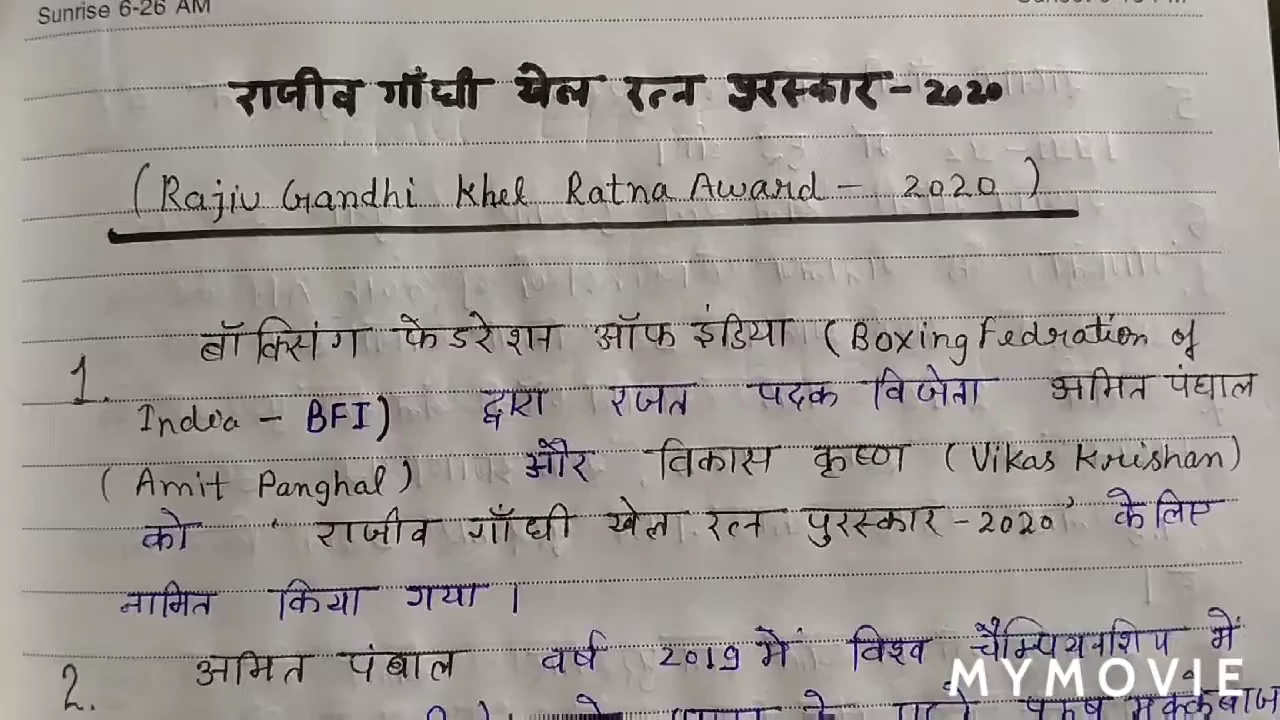 Sunrise 6-26 AM
राजीव गाँधी खेल रत्न पुरस्कार - 2020
(Rajiv Gandhi Khel Ratna Award - 2020)
1. बॉक्सिंग फेडरेशन ऑफ इंडिया (Boxing Fedration of
India - BFI) द्वारा रजत पदक विजेता अमित पंघाल
(Amit Panghal) और विकास कृष्ण (Vikas Krishan)
को 'राजीव गाँधी खेल रत्न पुरस्कार - 2020' के लिए
नामित किया गया।
2. अमित पंघाल वर्ष 2019 में विश्व चैम्पियनशिप में
पुरुष मुक्केबाज
MYMOVIE